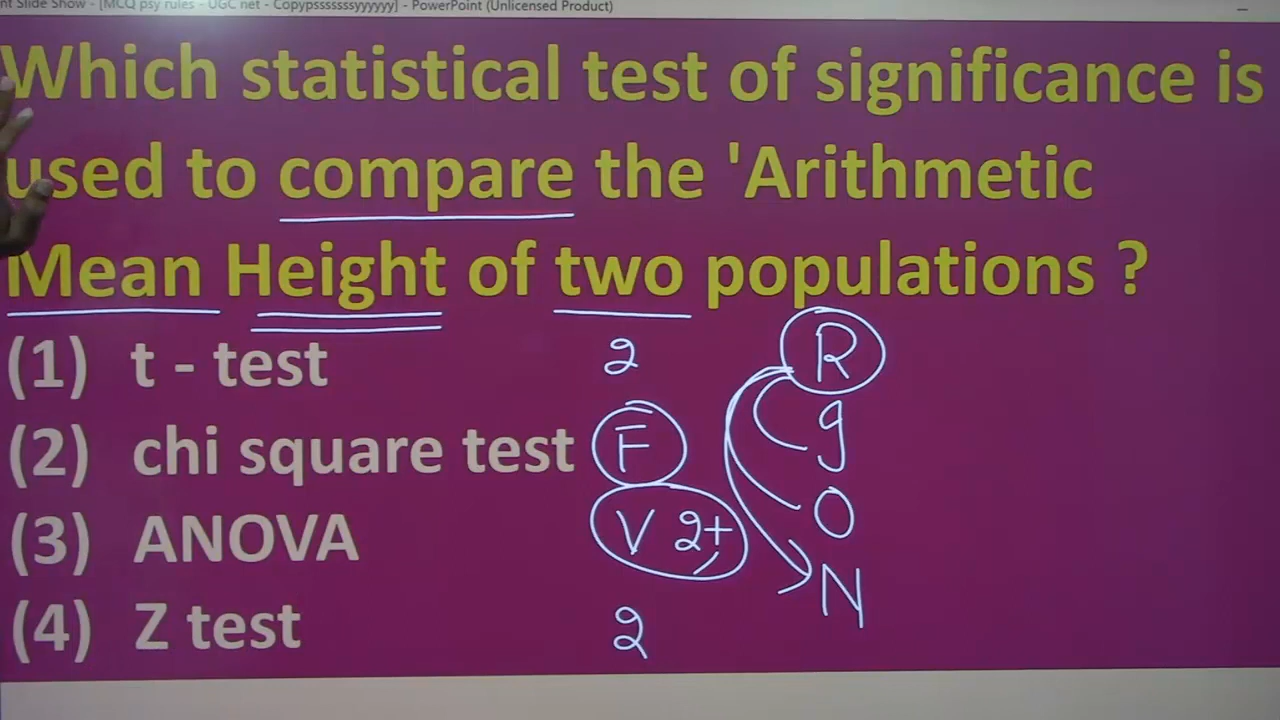 nt Slide Show - [MCQ psy rules - UGC net - Copypsssssssyyyyyy] - PowerPoint (Unlicensed Product)
Which statistical test of significance is
used to compare the 'Arithmetic
Mean Height of two populations ?
(1) t - test 2 R
(2) chi square test F g
(3) ANOVA V 2+ O
(4) Z test 2 N